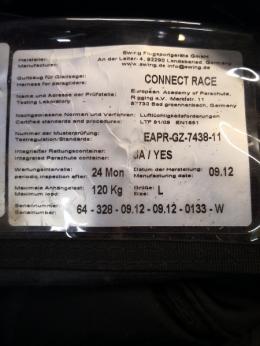 Hersteller: Swing Flugsportgeräte GmbH
Manufacturer: An der Leiten 4, 82290 Landsberied, Germany
www.swing.de info@swing.de
Gurtzeug für Gleitsegel: CONNECT RACE
Harness for paragliders:
Name und Adresse der Prüfstelle: European Academy of Parachute
Testing Laboratory Rigging e.V. Marktstr. 11
87730 Bad groenenbach, Germany
Nachgewiesene Normen und Verfahren: Lufttüchtigkeitsforderungen
Certified standards and procedures: LTF 91/09 EN1651
Nummer der Musterprüfung: EAPR-GZ-7438-11
Testregulation/Standards:
Integrierter Rettungscontainer: JA / YES
Integrated Parachute container:
Wartungsintervalle: 24 Mon Datum der Herstellung: 09.12
periodic inspection after: Manufacturing date:
Maximale Anhängelast: 120 Kg Größe: L
Maximum load: Size:
Seriennummer: 64 - 328 - 09.12 - 09.12 - 0133 - W
Serialnumber: